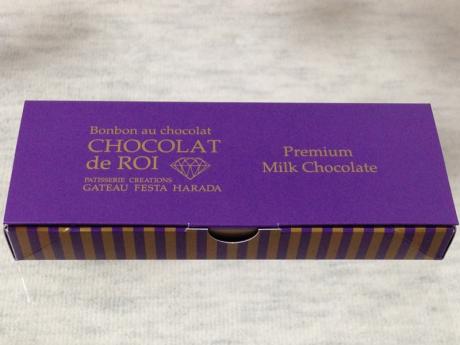 Bonbon au chocolat
CHOCOLAT
de ROI
PATISSERIE CREATIONS
GATEAU FESTA HARADA
Premium
Milk Chocolate